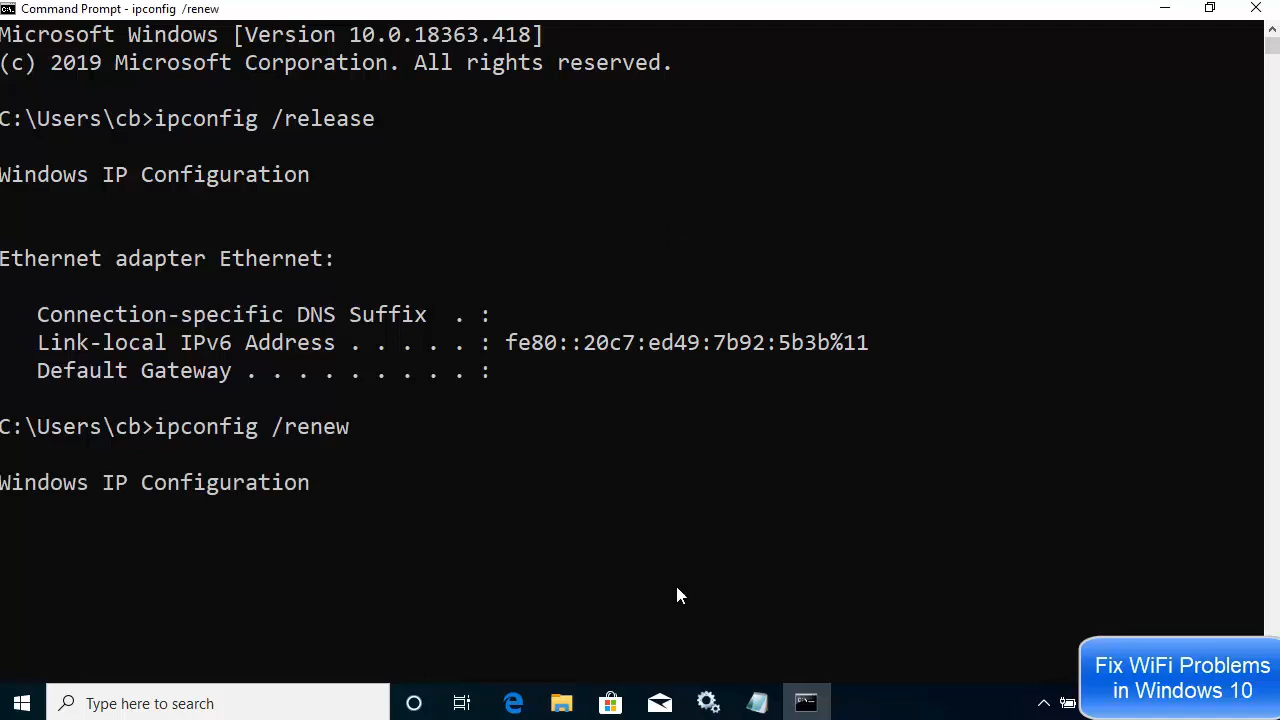 Command Prompt - ipconfig  /renew
Microsoft Windows [Version 10.0.18363.418]
(c) 2019 Microsoft Corporation. All rights reserved.
C:\Users\cb>ipconfig /release
Windows IP Configuration
Ethernet adapter Ethernet:
Connection-specific DNS Suffix  . :
Link-local IPv6 Address . . . . . : fe80::20c7:ed49:7b92:5b3b%11
Default Gateway . . . . . . . . . :
C:\Users\cb>ipconfig /renew
Windows IP Configuration
Fix WiFi Problems
in Windows 10
Type here to search